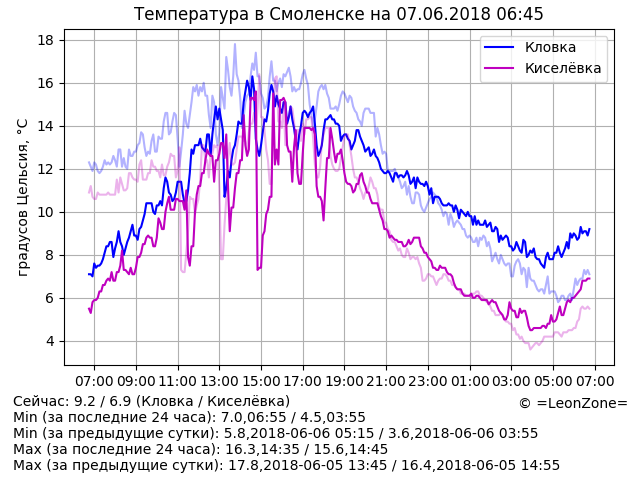 Температура в Смоленске на 07.06.2018 06:45
градусов Цельсия, °C
18
16
14
12
10
8
6
4
Кловка
Киселёвка
07:00 09:00 11:00 13:00 15:00 17:00 19:00 21:00 23:00 01:00 03:00 05:00 07:00
Сейчас: 9.2 / 6.9 (Кловка / Киселёвка)
© =LeonZone=
Min (за последние 24 часа): 7.0,06:55 / 4.5,03:55
Min (за предыдущие сутки): 5.8,2018-06-06 05:15 / 3.6,2018-06-06 03:55
Max (за последние 24 часа): 16.3,14:35 / 15.6,14:45
Max (за предыдущие сутки): 17.8,2018-06-05 13:45 / 16.4,2018-06-05 14:55